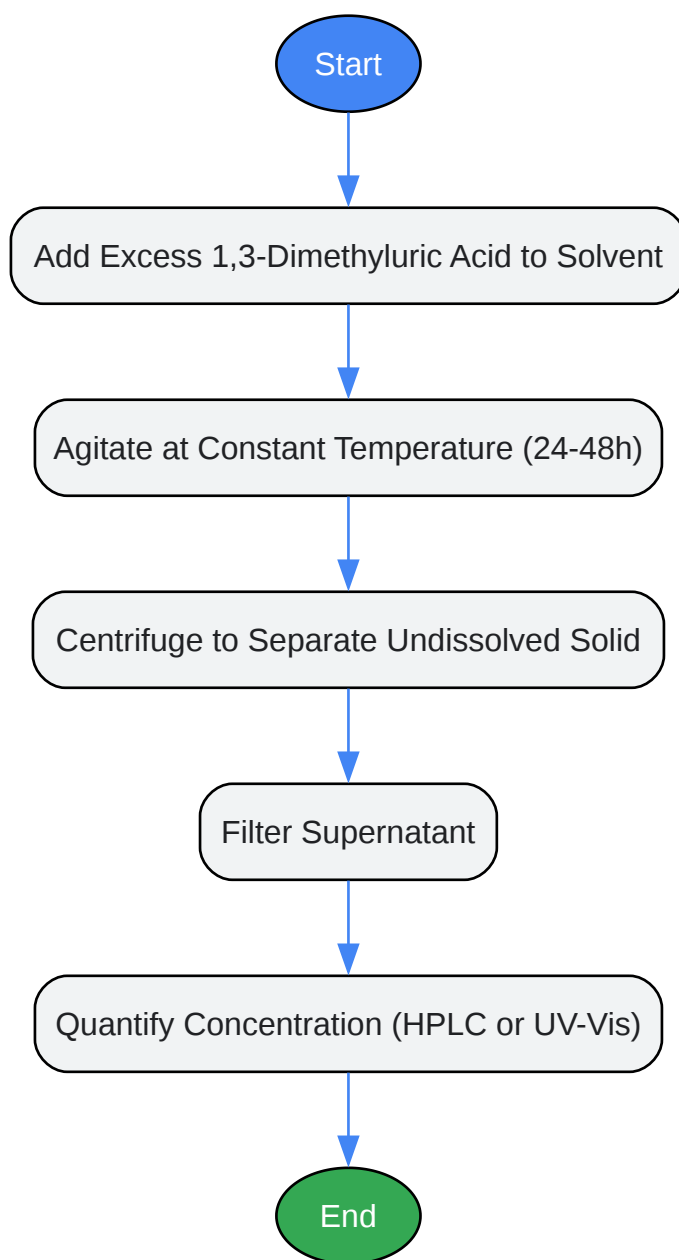 Start
Add Excess 1,3-Dimethyluric Acid to Solvent
Agitate at Constant Temperature (24-48h)
Centrifuge to Separate Undissolved Solid
Filter Supernatant
Quantify Concentration (HPLC or UV-Vis)
End